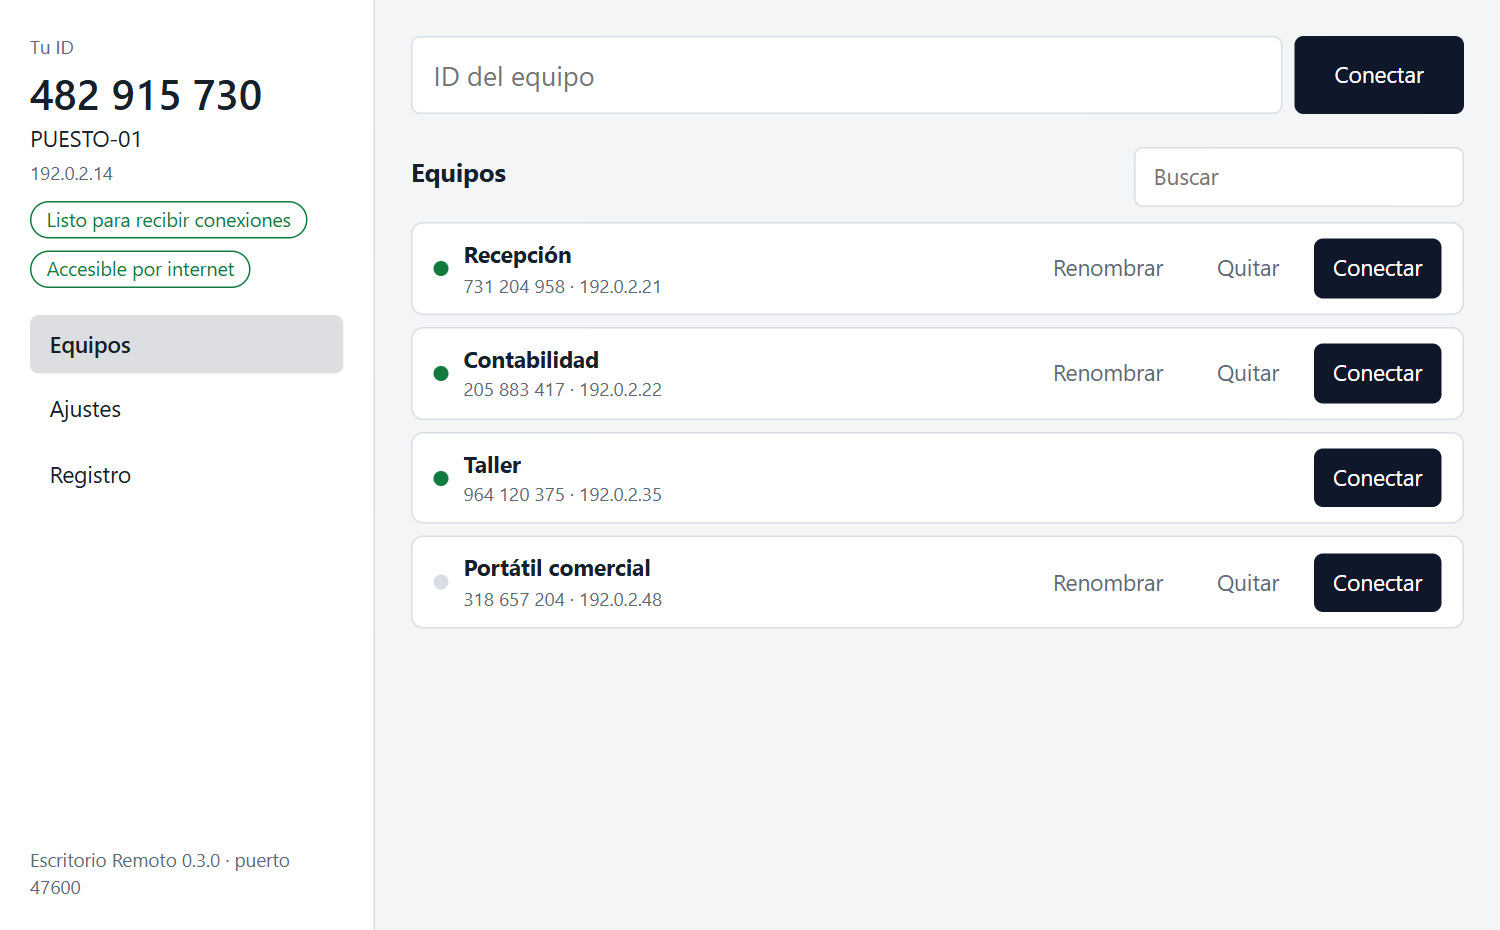 Tu ID
482 915 730
PUESTO-01
192.0.2.14
Listo para recibir conexiones
Accesible por internet
Equipos
Ajustes
Registro
Escritorio Remoto 0.3.0 · puerto
47600
ID del equipo
Conectar
Equipos
Buscar
Recepción
731 204 958 · 192.0.2.21
Renombrar
Quitar
Conectar
Contabilidad
205 883 417 · 192.0.2.22
Renombrar
Quitar
Conectar
Taller
964 120 375 · 192.0.2.35
Conectar
Portátil comercial
318 657 204 · 192.0.2.48
Renombrar
Quitar
Conectar